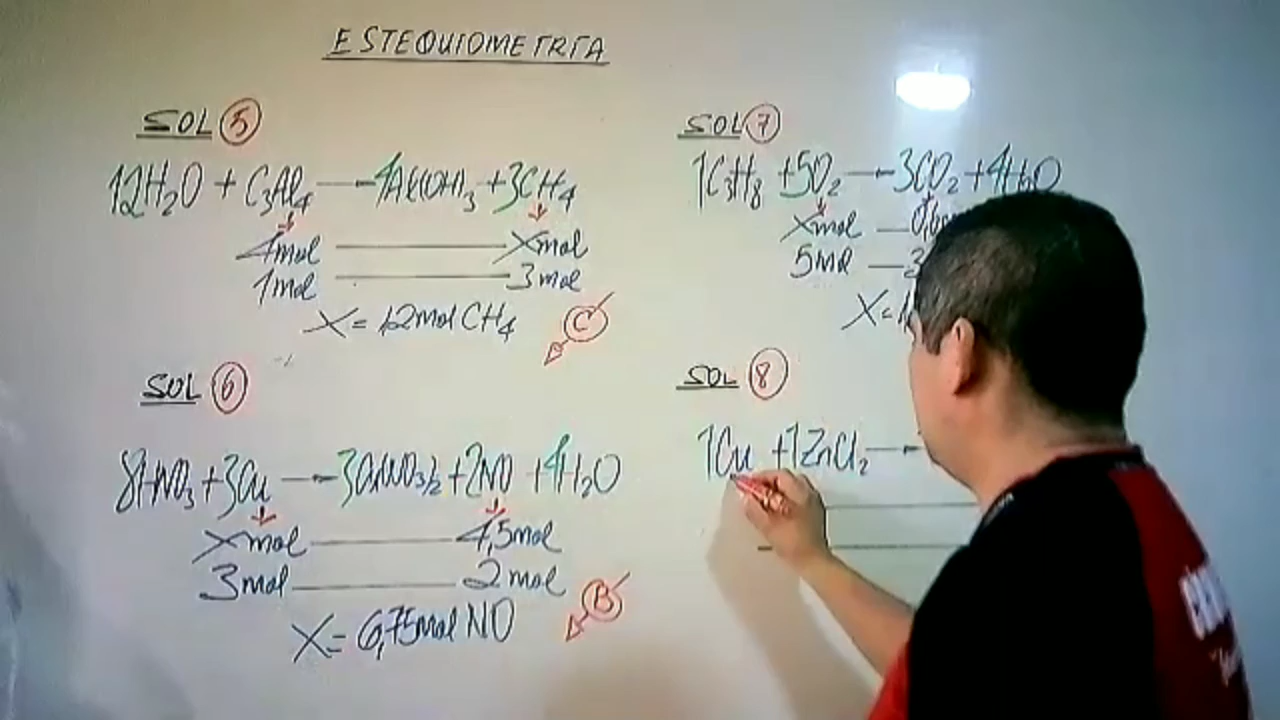 ESTEQUIOMETRIA
SOL 5
12H₂O + C₃Al₄ → 4Al(OH)₃ + 3CH₄
4mol Xmol
1mol 3mol
X = 12mol CH₄
C
SOL 6
8HNO₃ + 3Cu → 3Cu(NO₃)₂ + 2NO + 4H₂O
Xmol 4,5mol
3mol 2mol
X = 6,75mol NO
B
SOL 7
1C₃H₈ + 5O₂ → 3CO₂ + 4H₂O
Xmol
5mol
X =
SOL 8
1Cu + 1ZnCl₂ →